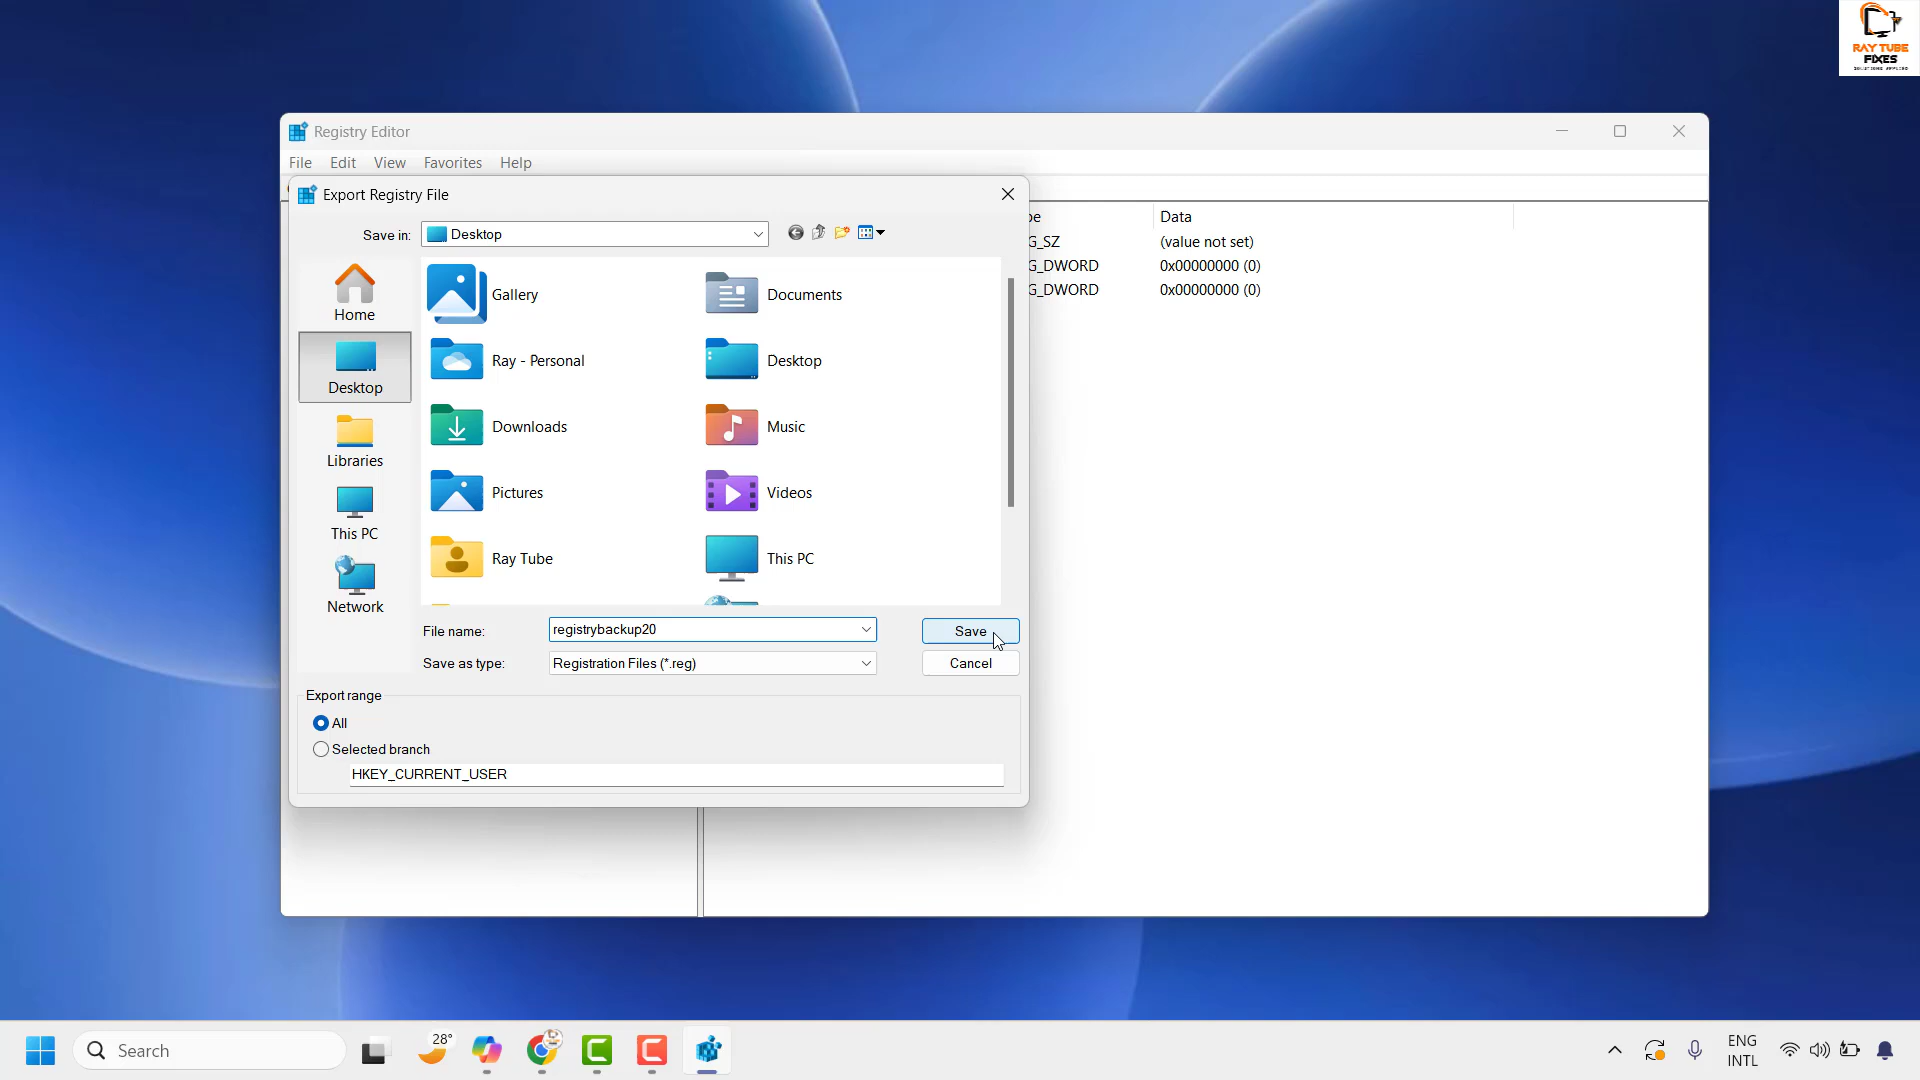 RAY TUBE
FIXES
SOLUTIONS APPLIED
Registry Editor
File Edit View Favorites Help
Export Registry File
Save in: Desktop
Data
G_SZ (value not set)
G_DWORD 0x00000000 (0)
G_DWORD 0x00000000 (0)
Home
Desktop
Libraries
This PC
Network
Gallery Documents
Ray - Personal Desktop
Downloads Music
Pictures Videos
Ray Tube This PC
File name: registrybackup20 Save
Save as type: Registration Files (*.reg) Cancel
Export range
All
Selected branch
HKEY_CURRENT_USER
Search
28°
ENG
INTL